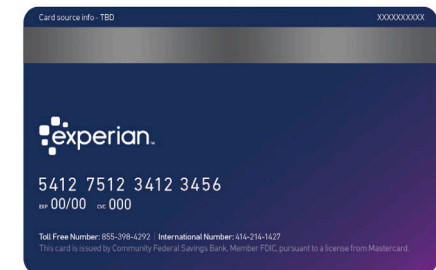 Card source info - TBD XXXXXXXXXX
experian.
5412 7512 3412 3456
EXP 00/00 CVC 000
Toll Free Number: 855-398-4292 | International Number: 414-214-1427
This card is issued by Community Federal Savings Bank, Member FDIC, pursuant to a license from Mastercard.